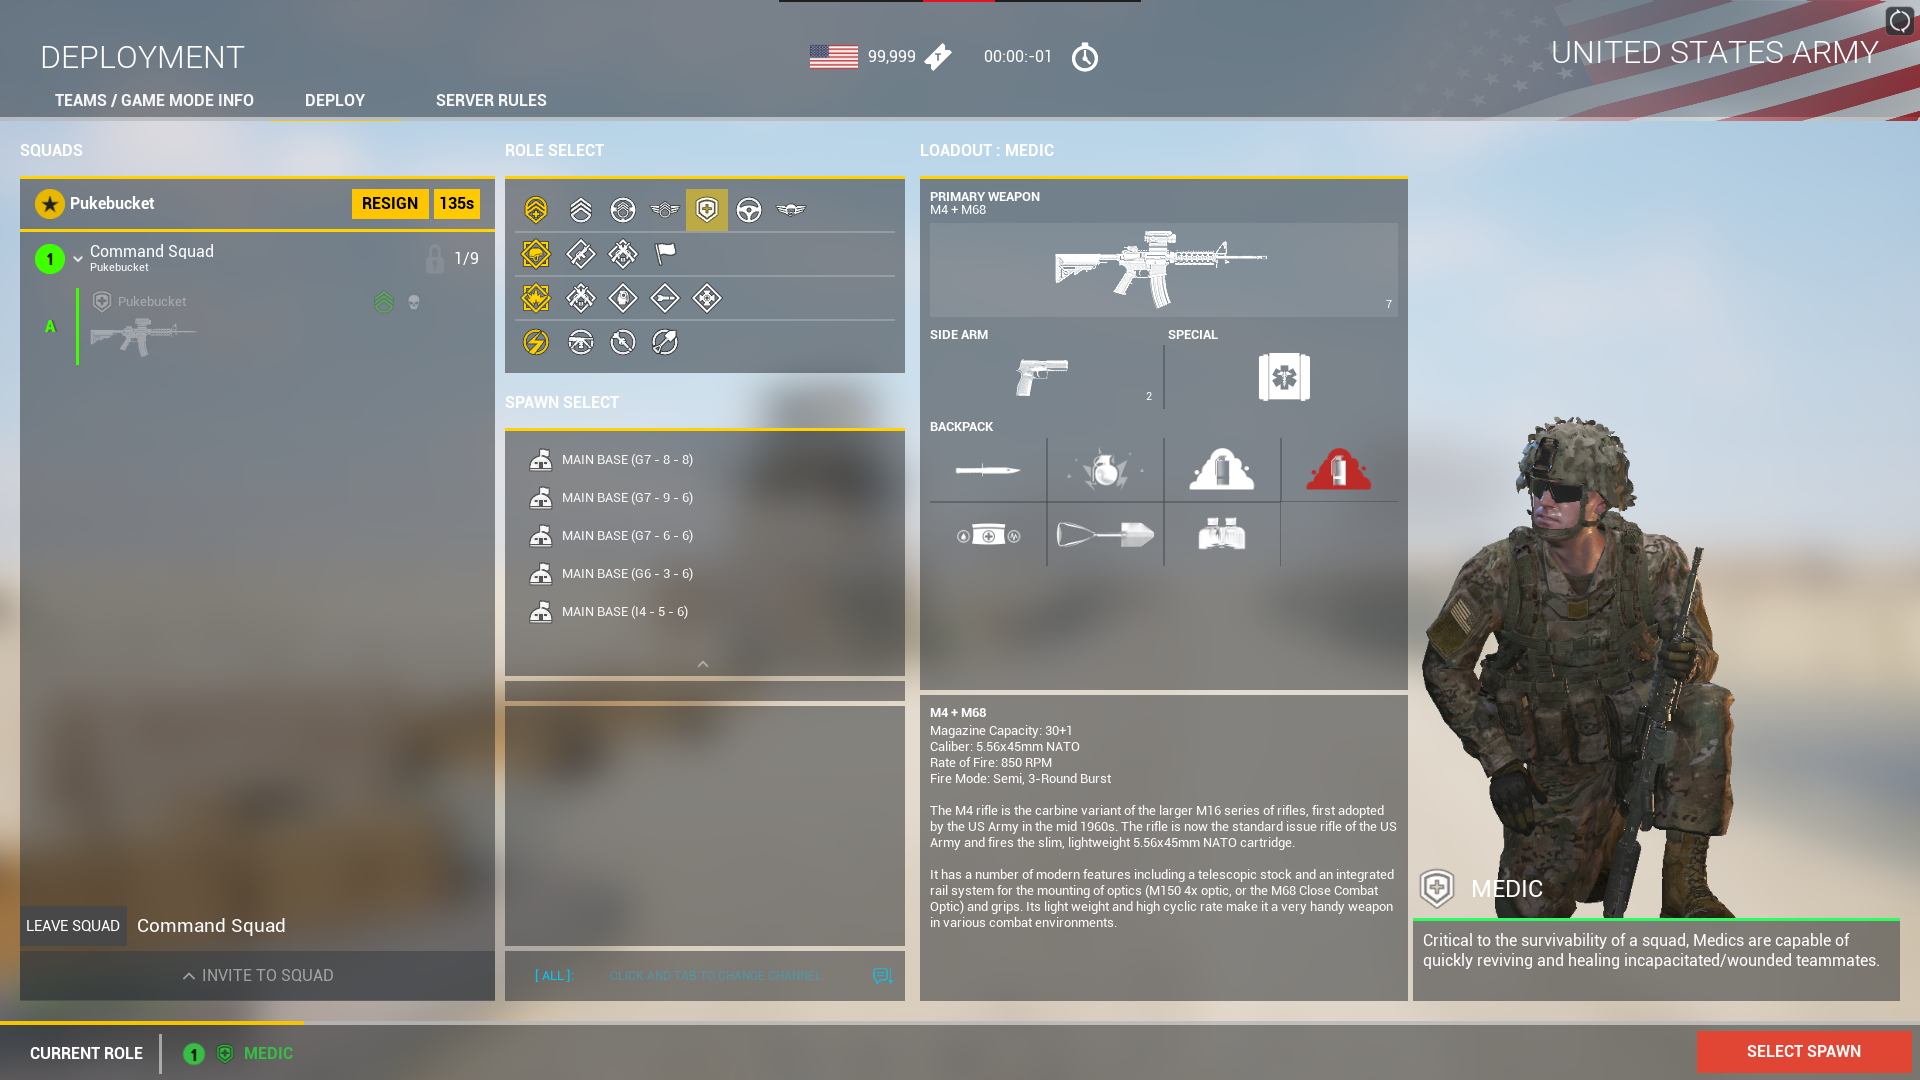 DEPLOYMENT
99,999
00:00:-01
UNITED STATES ARMY
TEAMS / GAME MODE INFO
DEPLOY
SERVER RULES
SQUADS
Pukebucket
RESIGN
135s
1
Command Squad
Pukebucket
1/9
A
Pukebucket
LEAVE SQUAD
Command Squad
INVITE TO SQUAD
ROLE SELECT
SPAWN SELECT
MAIN BASE (G7 - 8 - 8)
MAIN BASE (G7 - 9 - 6)
MAIN BASE (G7 - 6 - 6)
MAIN BASE (G6 - 3 - 6)
MAIN BASE (I4 - 5 - 6)
[ ALL ]:
CLICK AND TAB TO CHANGE CHANNEL
LOADOUT : MEDIC
PRIMARY WEAPON
M4 + M68
7
SIDE ARM
SPECIAL
2
BACKPACK
M4 + M68
Magazine Capacity: 30+1
Caliber: 5.56x45mm NATO
Rate of Fire: 850 RPM
Fire Mode: Semi, 3-Round Burst
The M4 rifle is the carbine variant of the larger M16 series of rifles, first adopted
by the US Army in the mid 1960s. The rifle is now the standard issue rifle of the US
Army and fires the slim, lightweight 5.56x45mm NATO cartridge.
It has a number of modern features including a telescopic stock and an integrated
rail system for the mounting of optics (M150 4x optic, or the M68 Close Combat
Optic) and grips. Its light weight and high cyclic rate make it a very handy weapon
in various combat environments.
MEDIC
Critical to the survivability of a squad, Medics are capable of
quickly reviving and healing incapacitated/wounded teammates.
CURRENT ROLE
1
MEDIC
SELECT SPAWN